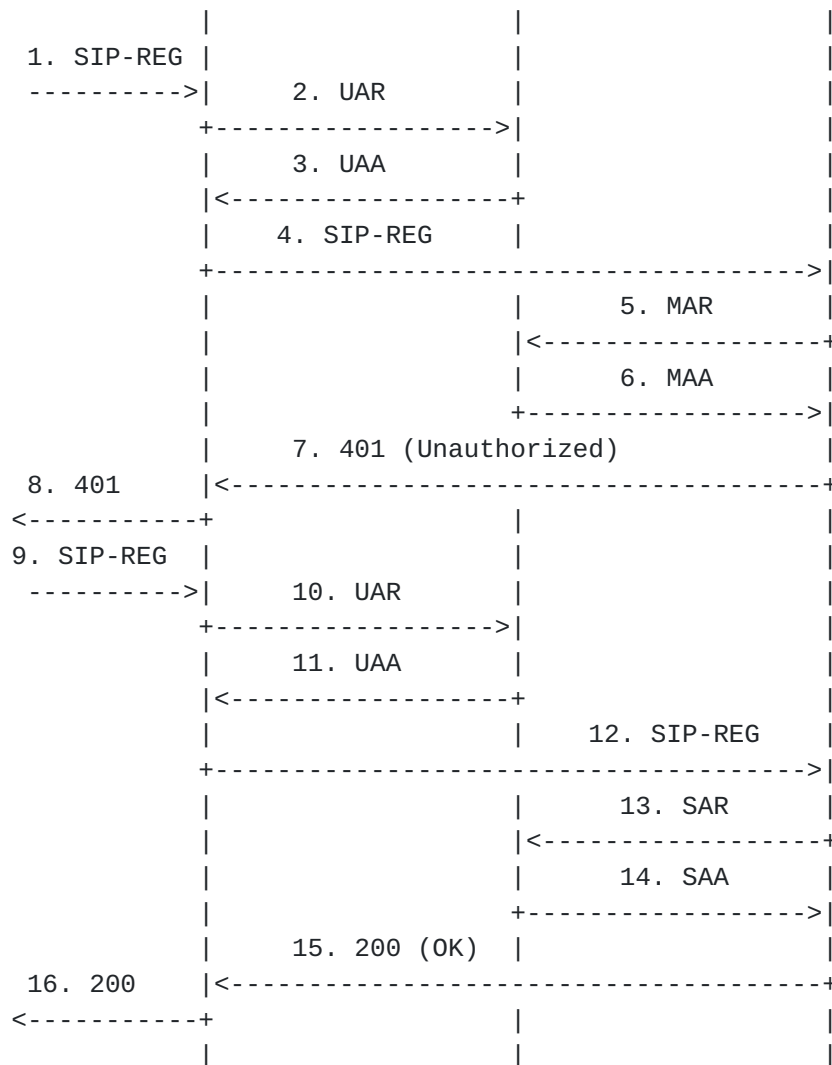 1. SIP-REG
2. UAR
3. UAA
4. SIP-REG
5. MAR
6. MAA
7. 401 (Unauthorized)
8. 401
9. SIP-REG
10. UAR
11. UAA
12. SIP-REG
13. SAR
14. SAA
15. 200 (OK)
16. 200